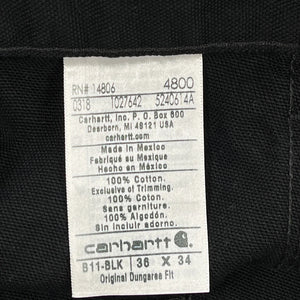 RN# 14806 4800
0318 1027642 5240614A
Carhartt, Inc. P.O. Box 600
Dearborn, MI 48121 USA
carhartt.com
Made in Mexico
Fabriqué au Mexique
Hecho en Mexico
100% Cotton.
Exclusive of Trimming.
100% Coton.
Sans garniture.
100% Algodón.
Sin incluir adorno.
carhartt
B11-BLK 36 X 34
Original Dungaree Fit